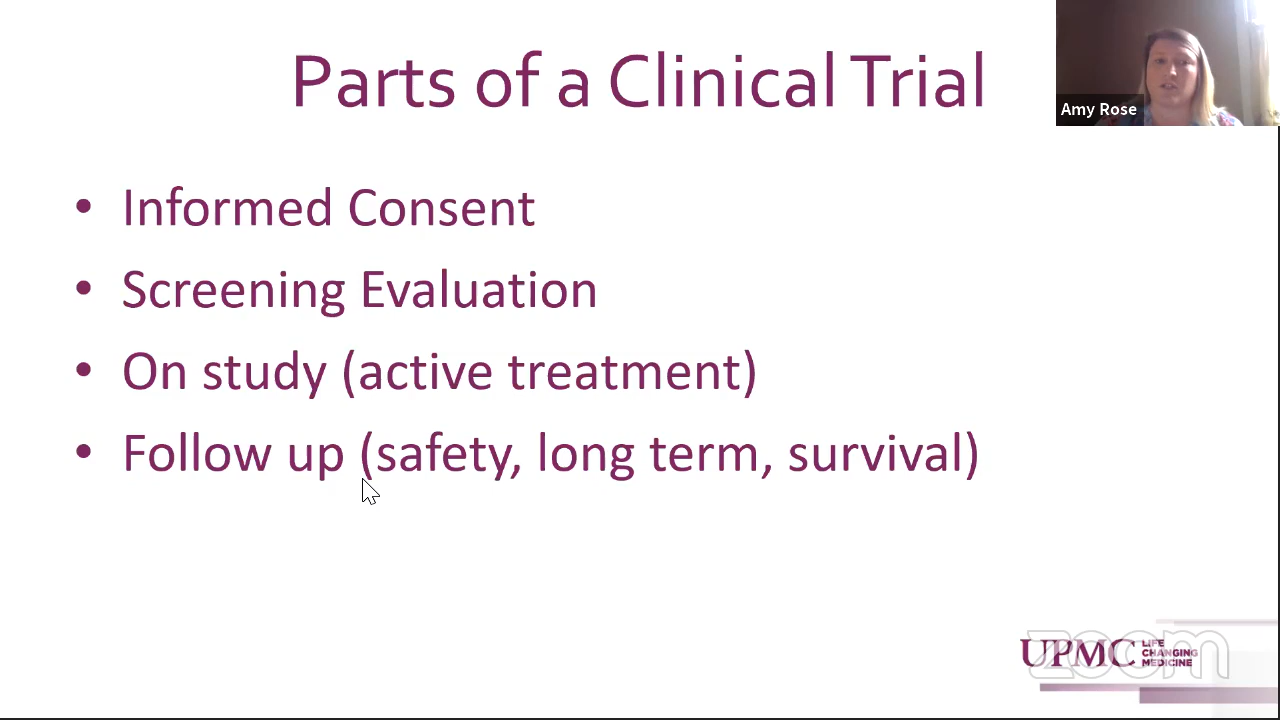 Parts of a Clinical Trial
Amy Rose
• Informed Consent
• Screening Evaluation
• On study (active treatment)
• Follow up (safety, long term, survival)
UPMC LIFE CHANGING MEDICINE
zoom